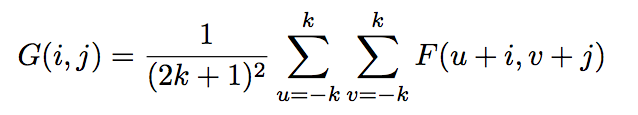 G(i, j) = \frac{1}{(2k + 1)^2} \sum_{u=-k}^{k} \sum_{v=-k}^{k} F(u + i, v + j)